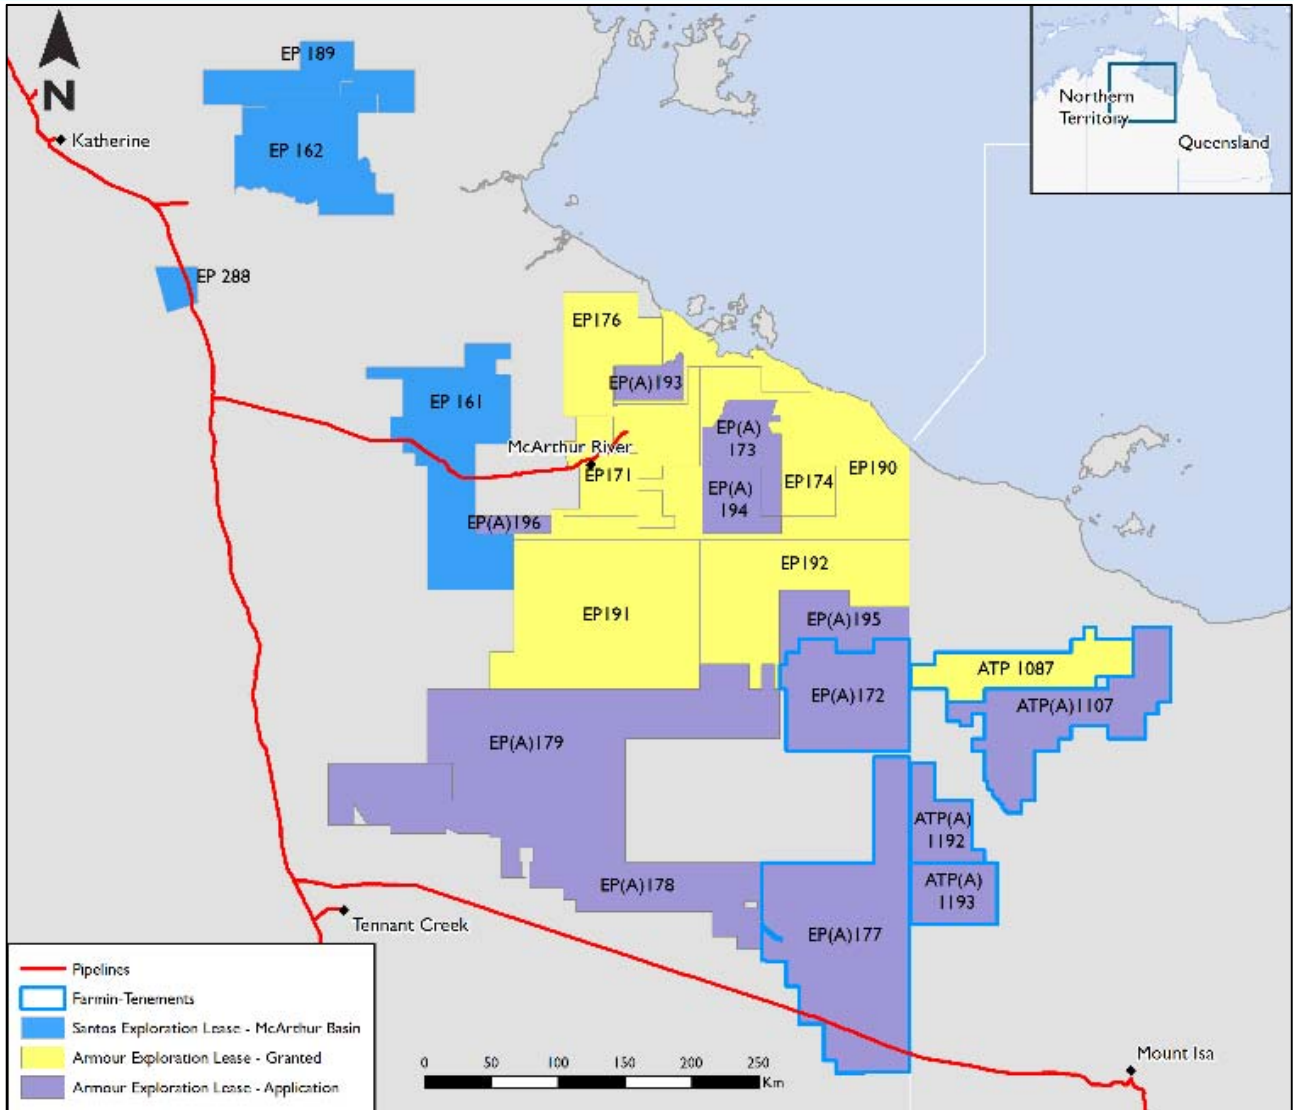 N
EP 189
Katherine
EP 162
Northern
Territory
Queensland
EP 288
EP176
EP(A)193
EP 161
McArthur River
EP(A)
173
EP190
EP171
EP174
EP(A)
194
EP(A)196
EP192
EP191
EP(A)195
ATP 1087
EP(A)172
ATP(A)1107
EP(A)179
ATP(A)
1192
EP(A)178
ATP(A)
1193
Tennant Creek
EP(A)177
Pipelines
Farmin-Tenements
Santos Exploration Lease - McArthur Basin
Armour Exploration Lease - Granted
Armour Exploration Lease - Application
0 50 100 150 200 250
Km
Mount Isa